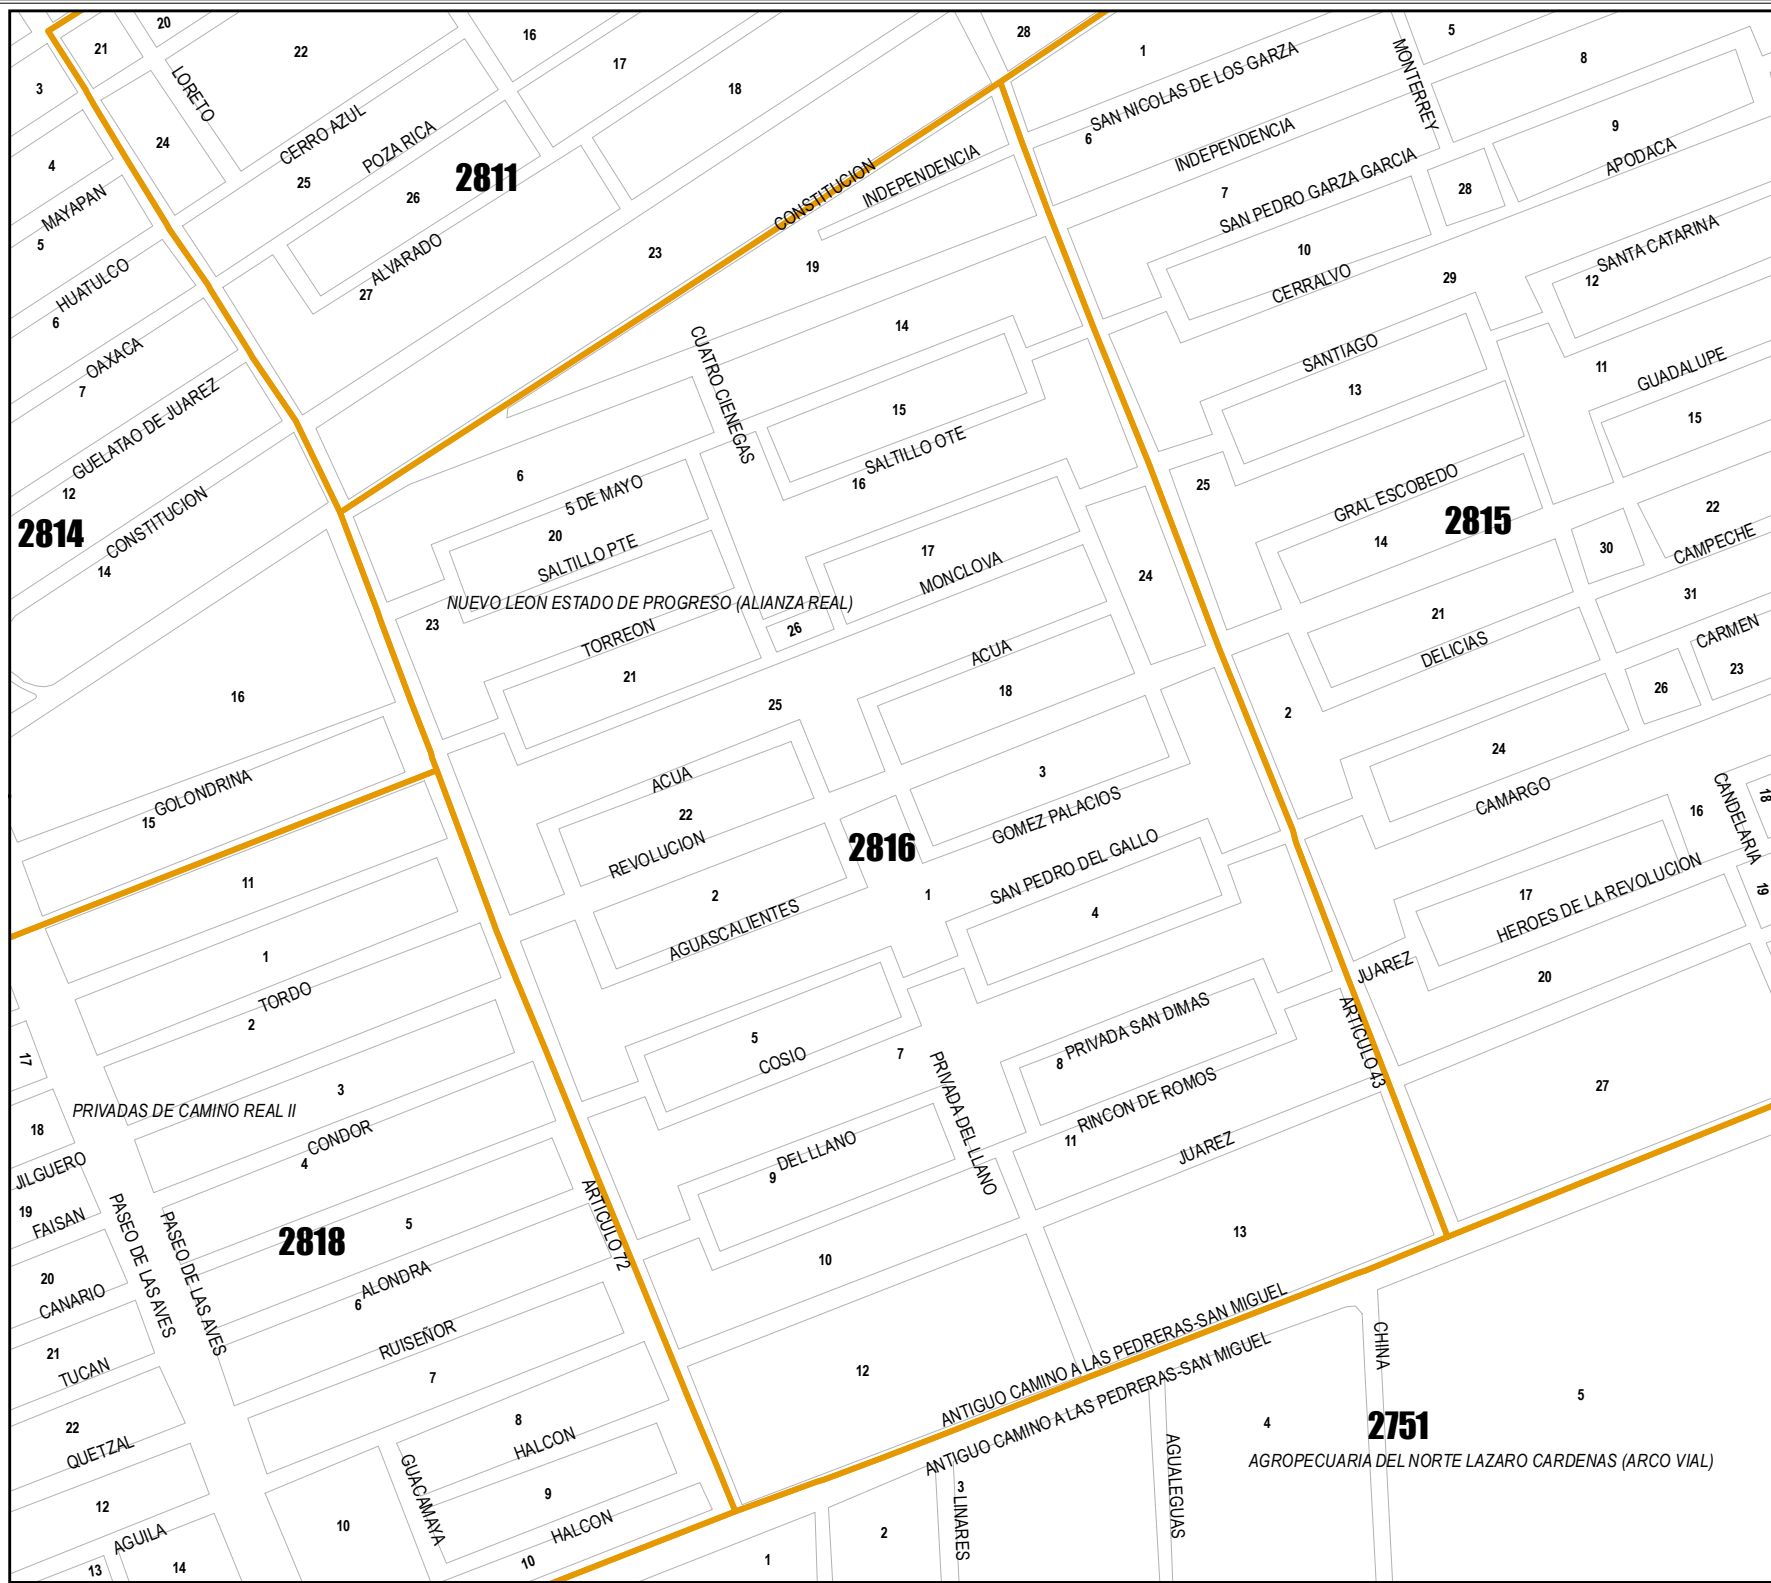 20
21
22
16
17
28
1
5
8
3
LORETO
18
SAN NICOLAS DE LOS GARZA
MONTERREY
24
CERRO AZUL
POZA RICA
6
INDEPENDENCIA
9
APODACA
4
MAYAPAN
25
2811
26
CONSTITUCION
INDEPENDENCIA
7
SAN PEDRO GARZA GARCIA
28
5
HUATULCO
ALVARADO
27
23
19
10
CERRALVO
29
12
SANTA CATARINA
6
OAXACA
7
CUATRO CIENEGAS
14
SANTIAGO
13
11
GUADALUPE
GUELATAO DE JUAREZ
15
SALTILLO OTE
15
12
CONSTITUCION
2814
14
6
5 DE MAYO
20
SALTILLO PTE
16
17
MONCLOVA
25
GRAL ESCOBEDO
14
2815
22
CAMPECHE
30
24
NUEVO LEON ESTADO DE PROGRESO (ALIANZA REAL)
23
TORREON
26
21
ACUA
21
DELICIAS
31
CARMEN
23
26
16
18
25
2
24
GOLONDRINA
15
ACUA
22
REVOLUCION
3
GOMEZ PALACIOS
CAMARGO
16
CANDELARIA
18
2816
11
2
AGUASCALIENTES
1
SAN PEDRO DEL GALLO
4
17
HEROES DE LA REVOLUCION
19
1
TORDO
2
JUAREZ
20
5
COSIO
7
PRIVADA SAN DIMAS
8
ARTICULO 43
17
3
PRIVADAS DE CAMINO REAL II
18
CONDOR
4
PRIVADA DEL LLANO
RINCON DE ROMOS
11
27
JILGUERO
DEL LLANO
9
JUAREZ
19
FAISAN
PASEO DE LAS AVES
PASEO DE LAS AVES
5
2818
ARTICULO 72
10
13
20
CANARIO
ALONDRA
6
21
TUCAN
RUISEÑOR
7
12
ANTIGUO CAMINO A LAS PEDRERAS-SAN MIGUEL
ANTIGUO CAMINO A LAS PEDRERAS-SAN MIGUEL
CHINA
5
22
QUETZAL
8
HALCON
4
2751
AGROPECUARIA DEL NORTE LAZARO CARDENAS (ARCO VIAL)
12
GUACAMAYA
9
HALCON
3
LINARES
AGUALEGUAS
AGUILA
10
2
13
14
10
1